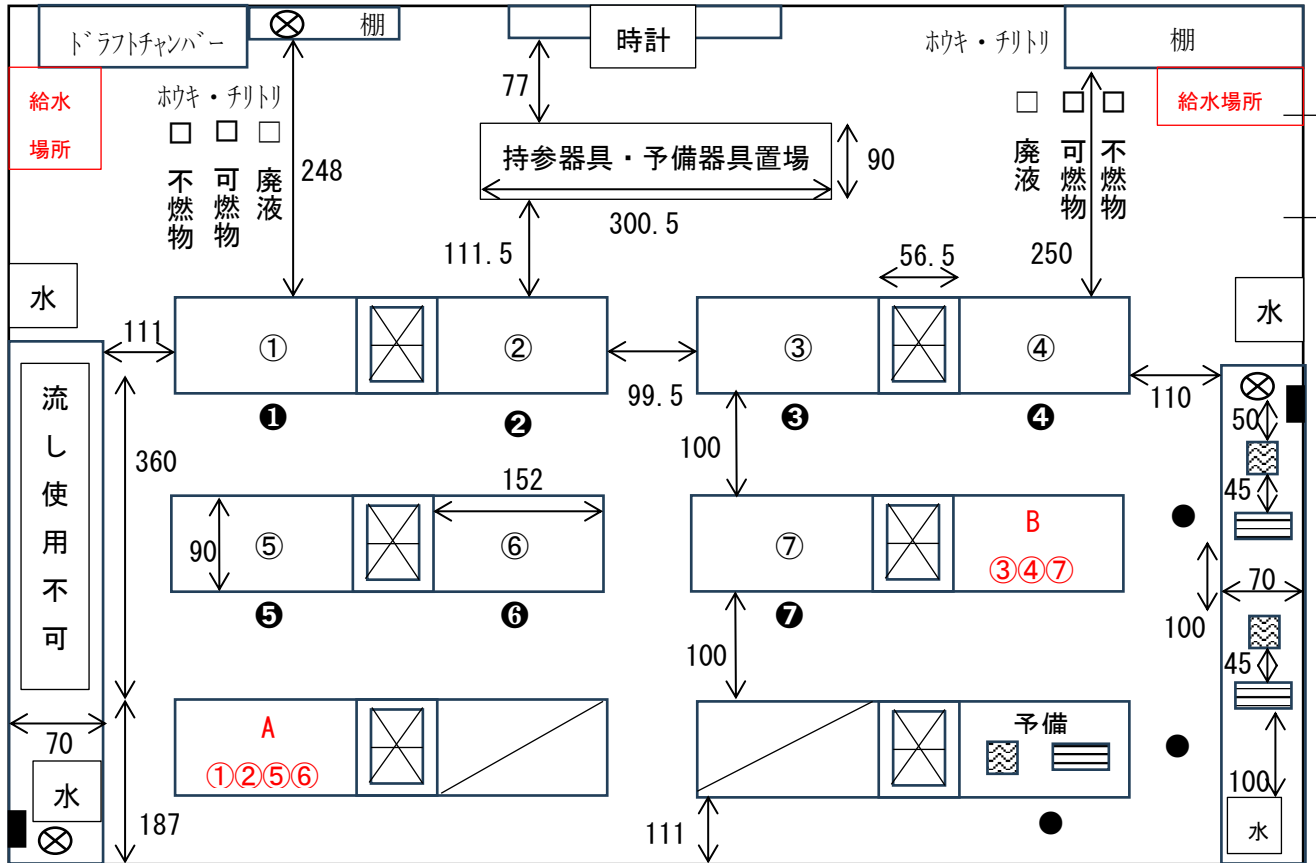 ドラフトチャンバー
棚
時計
ホウキ・チリトリ
棚
給水
場所
ホウキ・チリトリ
77
給水場所
不燃物
可燃物
廃液
248
持参器具・予備器具置場
90
300.5
廃液
可燃物
不燃物
111.5
56.5
250
水
水
111
①
②
99.5
③
④
110
❶
❷
❸
❹
50
流し使用不可
360
100
152
45
90
⑤
⑥
⑦
B
③④⑦
70
❺
❻
❼
100
100
45
A
①②⑤⑥
予備
70
水
187
111
100
水